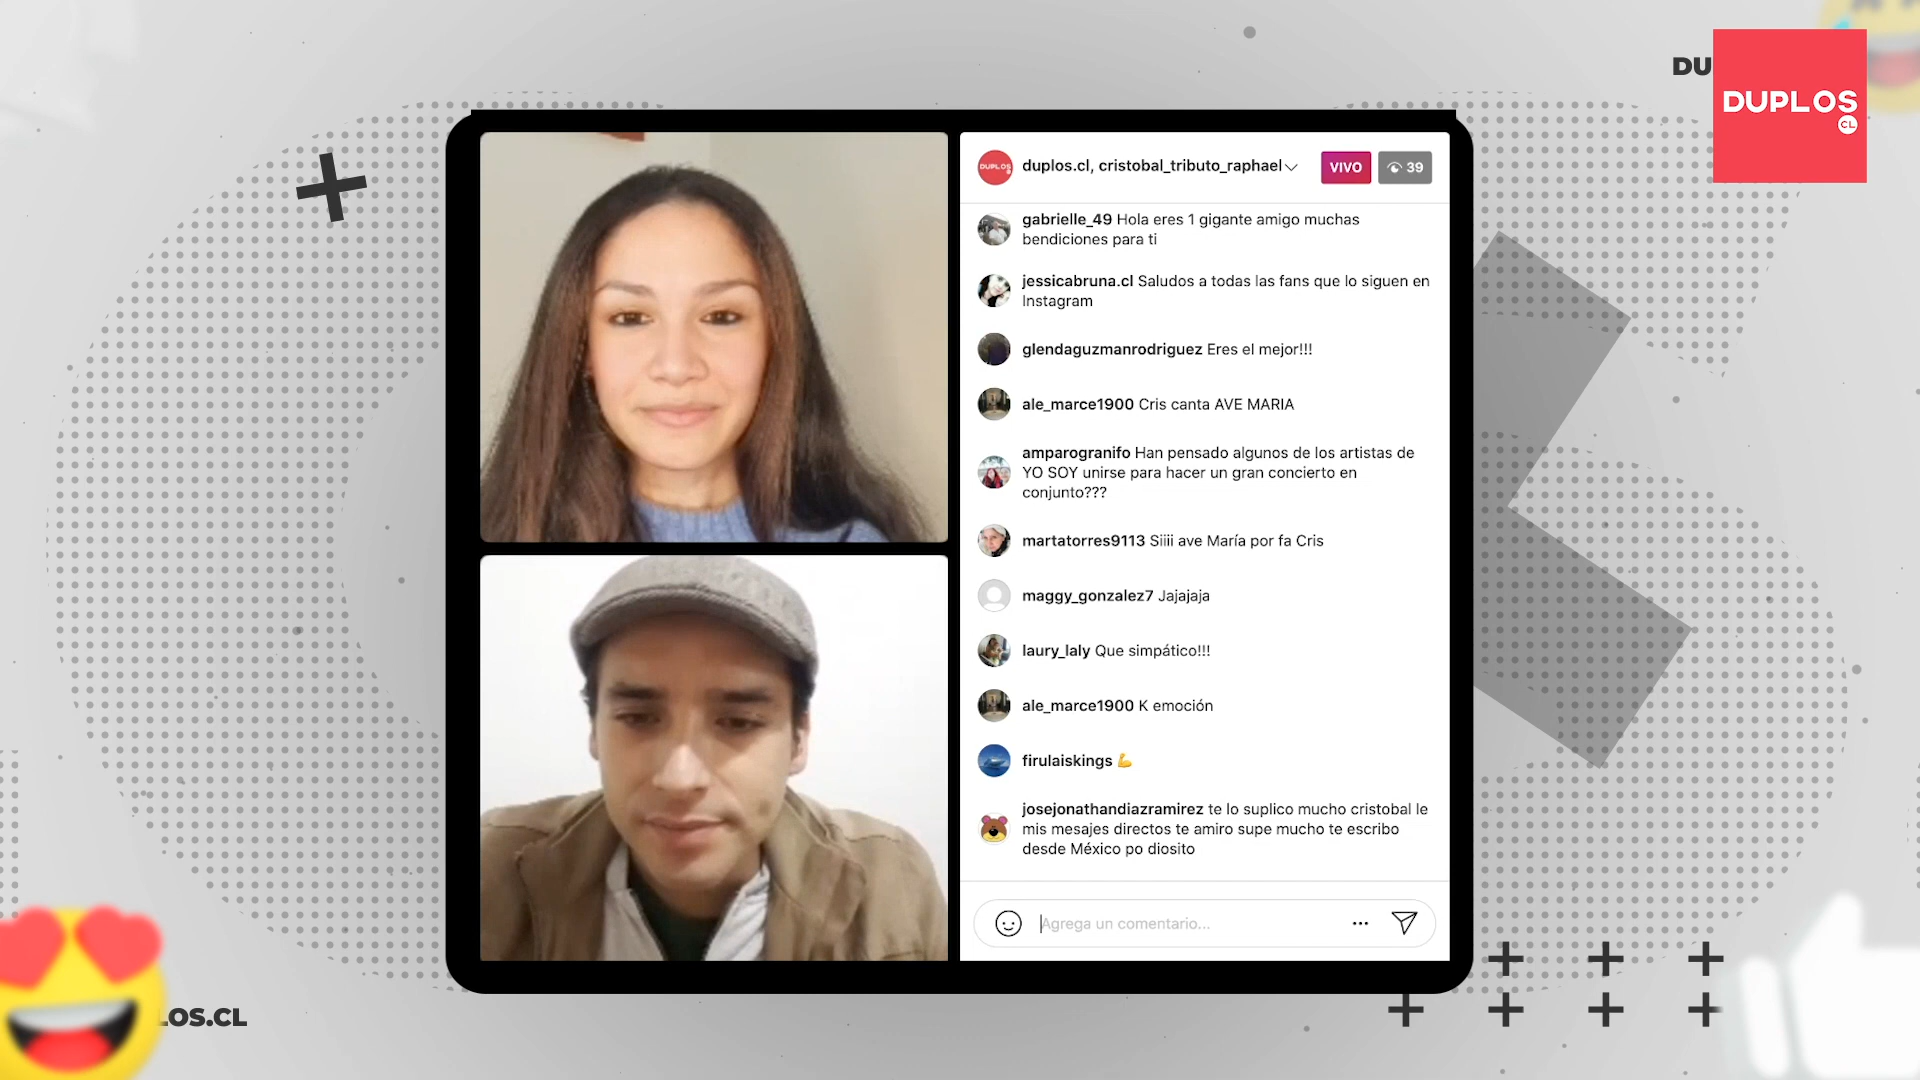 DU
DUPLOS
CL
DUPLOS
duplos.cl, cristobal_tributo_raphael
VIVO
39
gabrielle_49 Hola eres 1 gigante amigo muchas
bendiciones para ti
jessicabruna.cl Saludos a todas las fans que lo siguen en
Instagram
glendaguzmanrodriguez Eres el mejor!!!
ale_marce1900 Cris canta AVE MARIA
amparogranifo Han pensado algunos de los artistas de
YO SOY unirse para hacer un gran concierto en
conjunto???
martatorres9113 Siiii ave María por fa Cris
maggy_gonzalez7 Jajajaja
laury_laly Que simpático!!!
ale_marce1900 K emoción
firulaiskings 💪
josejonathandiazramirez te lo suplico mucho cristobal le
mis mesajes directos te amiro supe mucho te escribo
desde México po diosito
Agrega un comentario...
LOS.CL